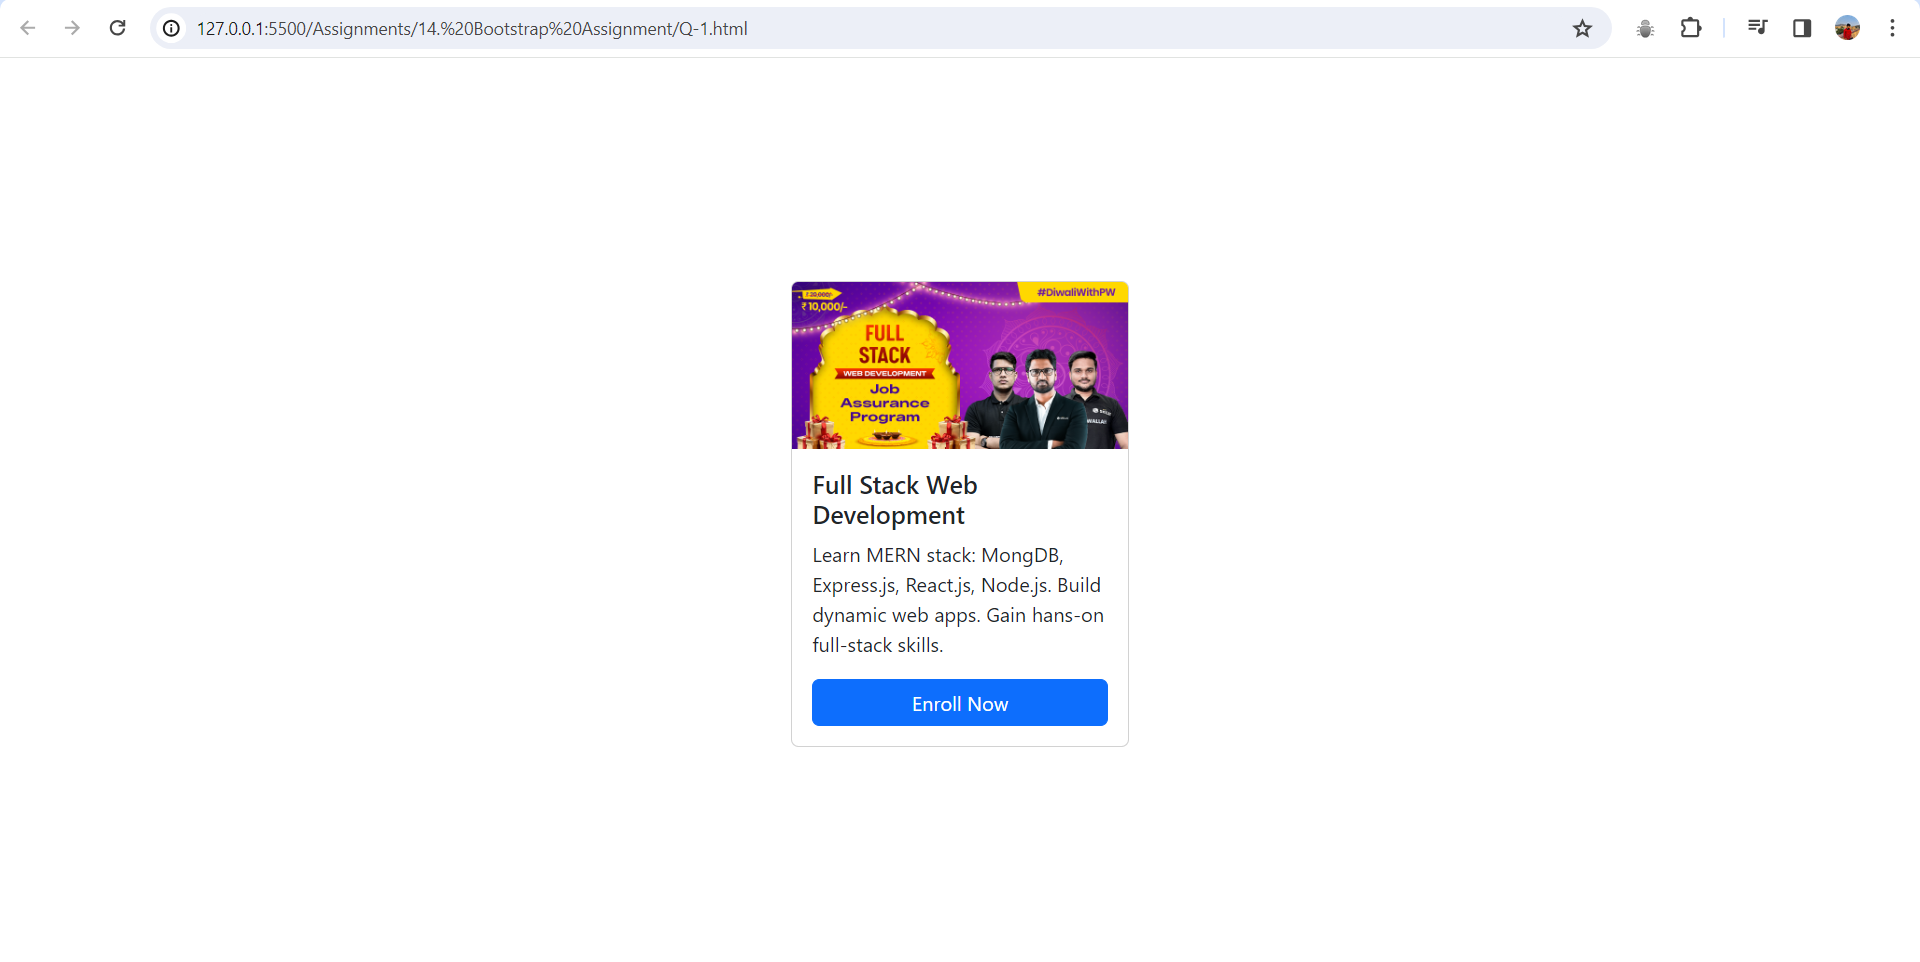 127.0.0.1:5500/Assignments/14.%20Bootstrap%20Assignment/Q-1.html
#DiwaliWithPW
₹ 10,000/-
FULL
STACK
WEB DEVELOPMENT
Job
Assurance
Program
WALLAH
Full Stack Web
Development
Learn MERN stack: MongDB,
Express.js, React.js, Node.js. Build
dynamic web apps. Gain hans-on
full-stack skills.
Enroll Now